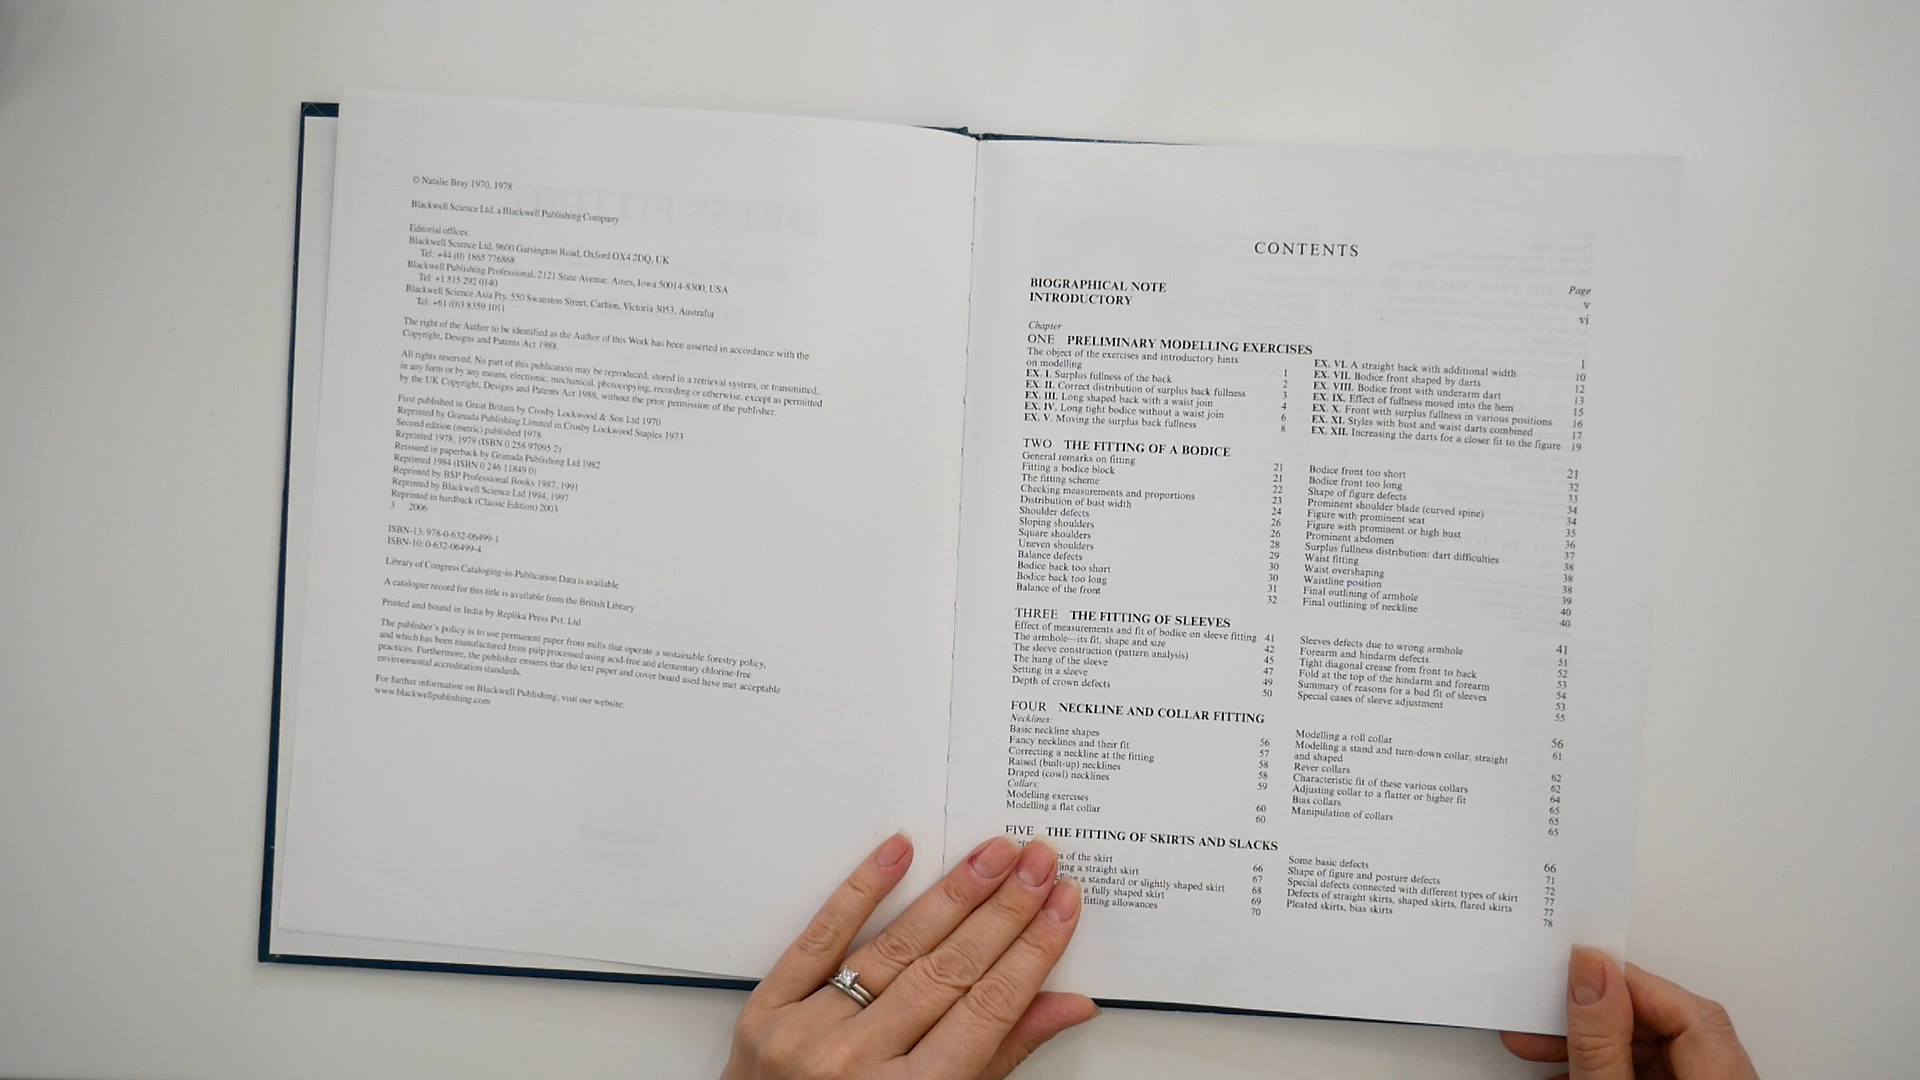 © Natalie Bray 1970, 1978
Blackwell Science Ltd, a Blackwell Publishing Company
Editorial offices:
Blackwell Science Ltd, 9600 Garsington Road, Oxford OX4 2DQ, UK
Tel: +44 (0) 1865 776868
Blackwell Publishing Professional, 2121 State Avenue, Ames, Iowa 50014-8300, USA
Tel: +1 515 292 0140
Blackwell Science Asia Pty, 550 Swanston Street, Carlton, Victoria 3053, Australia
Tel: +61 (0)3 8359 1011
The right of the Author to be identified as the Author of this Work has been asserted in accordance with the
Copyright, Designs and Patents Act 1988.
All rights reserved. No part of this publication may be reproduced, stored in a retrieval system, or transmitted,
in any form or by any means, electronic, mechanical, photocopying, recording or otherwise, except as permitted
by the UK Copyright, Designs and Patents Act 1988, without the prior permission of the publisher.
First published in Great Britain by Crosby Lockwood & Son Ltd 1970
Reprinted by Granada Publishing Limited in Crosby Lockwood Staples 1973
Second edition (metric) published 1978
Reprinted 1978, 1979 (ISBN 0 258 97095 2)
Reissued in paperback by Granada Publishing Ltd 1982
Reprinted 1984 (ISBN 0 246 11849 0)
Reprinted by BSP Professional Books 1987, 1991
Reprinted by Blackwell Science Ltd 1994, 1997
Reprinted in hardback (Classic Edition) 2003
3 2006
ISBN-13: 978-0-632-06499-1
ISBN-10: 0-632-06499-4
Library of Congress Cataloging-in-Publication Data is available
A catalogue record for this title is available from the British Library
Printed and bound in India by Replika Press Pvt. Ltd
The publisher's policy is to use permanent paper from mills that operate a sustainable forestry policy,
and which has been manufactured from pulp processed using acid-free and elementary chlorine-free
practices. Furthermore, the publisher ensures that the text paper and cover board used have met acceptable
environmental accreditation standards.
For further information on Blackwell Publishing, visit our website:
www.blackwellpublishing.com
CONTENTS
Page
BIOGRAPHICAL NOTE v
INTRODUCTORY vi
Chapter
ONE PRELIMINARY MODELLING EXERCISES 1
The object of the exercises and introductory hints
on modelling 1
EX. I. Surplus fullness of the back 2
EX. II. Correct distribution of surplus back fullness 3
EX. III. Long shaped back with a waist join 4
EX. IV. Long tight bodice without a waist join 6
EX. V. Moving the surplus back fullness 8
EX. VI. A straight back with additional width 10
EX. VII. Bodice front shaped by darts 12
EX. VIII. Bodice front with underarm dart 13
EX. IX. Effect of fullness moved into the hem 15
EX. X. Front with surplus fullness in various positions 16
EX. XI. Styles with bust and waist darts combined 17
EX. XII. Increasing the darts for a closer fit to the figure 19
TWO THE FITTING OF A BODICE 21
General remarks on fitting 21
Fitting a bodice block 21
The fitting scheme 22
Checking measurements and proportions 23
Distribution of bust width 24
Shoulder defects 26
Sloping shoulders 26
Square shoulders 28
Uneven shoulders 29
Balance defects 30
Bodice back too short 30
Bodice back too long 31
Balance of the front 32
Bodice front too short 32
Bodice front too long 33
Shape of figure defects 34
Prominent shoulder blade (curved spine) 34
Figure with prominent seat 35
Figure with prominent or high bust 36
Prominent abdomen 37
Surplus fullness distribution: dart difficulties 38
Waist fitting 38
Waist overshaping 38
Waistline position 39
Final outlining of armhole 40
Final outlining of neckline 40
THREE THE FITTING OF SLEEVES 41
Effect of measurements and fit of bodice on sleeve fitting 41
The armhole—its fit, shape and size 42
The sleeve construction (pattern analysis) 45
The hang of the sleeve 47
Setting in a sleeve 49
Depth of crown defects 50
Sleeves defects due to wrong armhole 51
Forearm and hindarm defects 52
Tight diagonal crease from front to back 53
Fold at the top of the hindarm and forearm 54
Summary of reasons for a bad fit of sleeves 53
Special cases of sleeve adjustment 55
FOUR NECKLINE AND COLLAR FITTING 56
Necklines:
Basic neckline shapes 56
Fancy necklines and their fit 57
Correcting a neckline at the fitting 58
Raised (built-up) necklines 58
Draped (cowl) necklines 59
Collars:
Modelling exercises 60
Modelling a flat collar 60
Modelling a roll collar 61
Modelling a stand and turn-down collar, straight
and shaped 62
Rever collars 62
Characteristic fit of these various collars 64
Adjusting collar to a flatter or higher fit 65
Bias collars 65
Manipulation of collars 65
FIVE THE FITTING OF SKIRTS AND SLACKS 66
es of the skirt 66
ling a straight skirt 67
a standard or slightly shaped skirt 68
a fully shaped skirt 69
fitting allowances 70
Some basic defects 71
Shape of figure and posture defects 72
Special defects connected with different types of skirt 77
Defects of straight skirts, shaped skirts, flared skirts 77
Pleated skirts, bias skirts 78